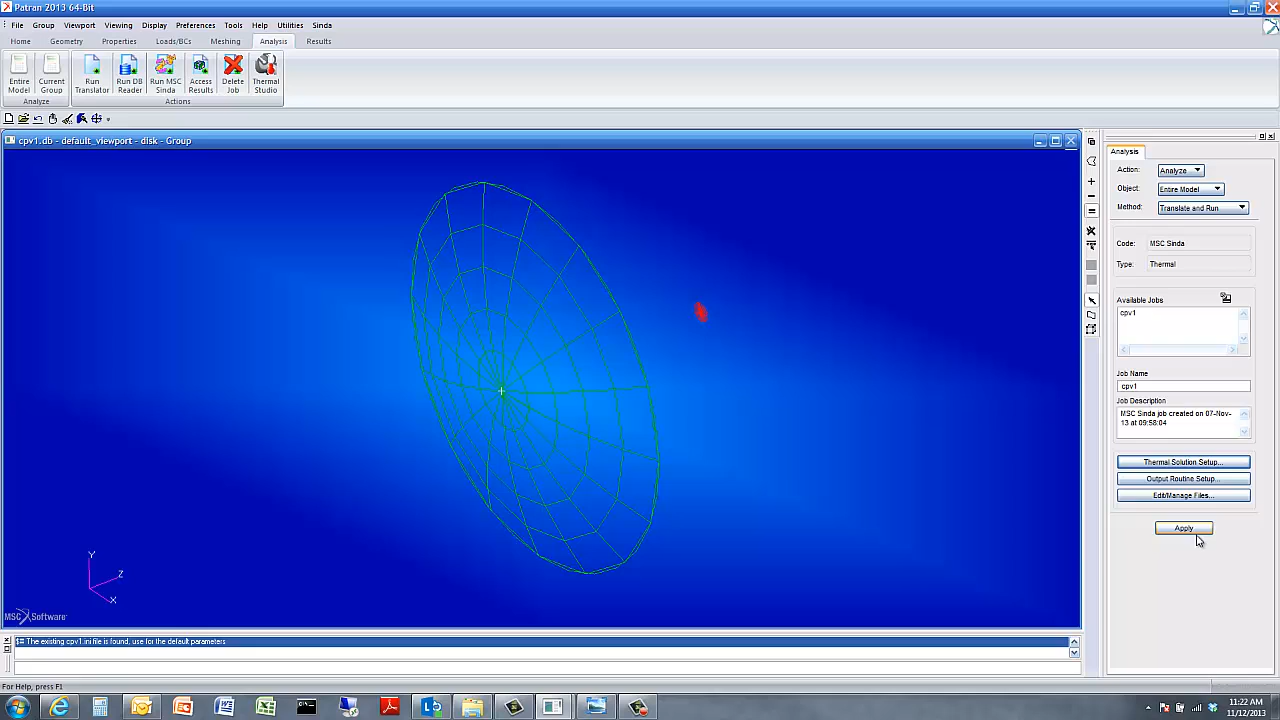 Patran 2013 64-Bit
File Group Viewport Viewing Display Preferences Tools Help Utilities Sinda
Home Geometry Properties Loads/BCs Meshing Analysis Results
Entire Model
Current Group
Run Translator
Run DB Reader
Run MSC Sinda
Access Results
Delete Job
Thermal Studio
Analyze
Actions
cpv1.db - default_viewport - disk - Group
Y
Z
X
MSC Software
Analysis
Action: Analyze
Object: Entire Model
Method: Translate and Run
Code: MSC Sinda
Type: Thermal
Available Jobs
cpv1
Job Name
cpv1
Job Description
MSC Sinda job created on 07-Nov-
13 at 09:58:04
Thermal Solution Setup...
Output Routine Setup...
Edit/Manage Files...
Apply
$# The existing cpv1.ini file is found, use for the default parameters
For Help, press F1
11:22 AM
11/12/2013